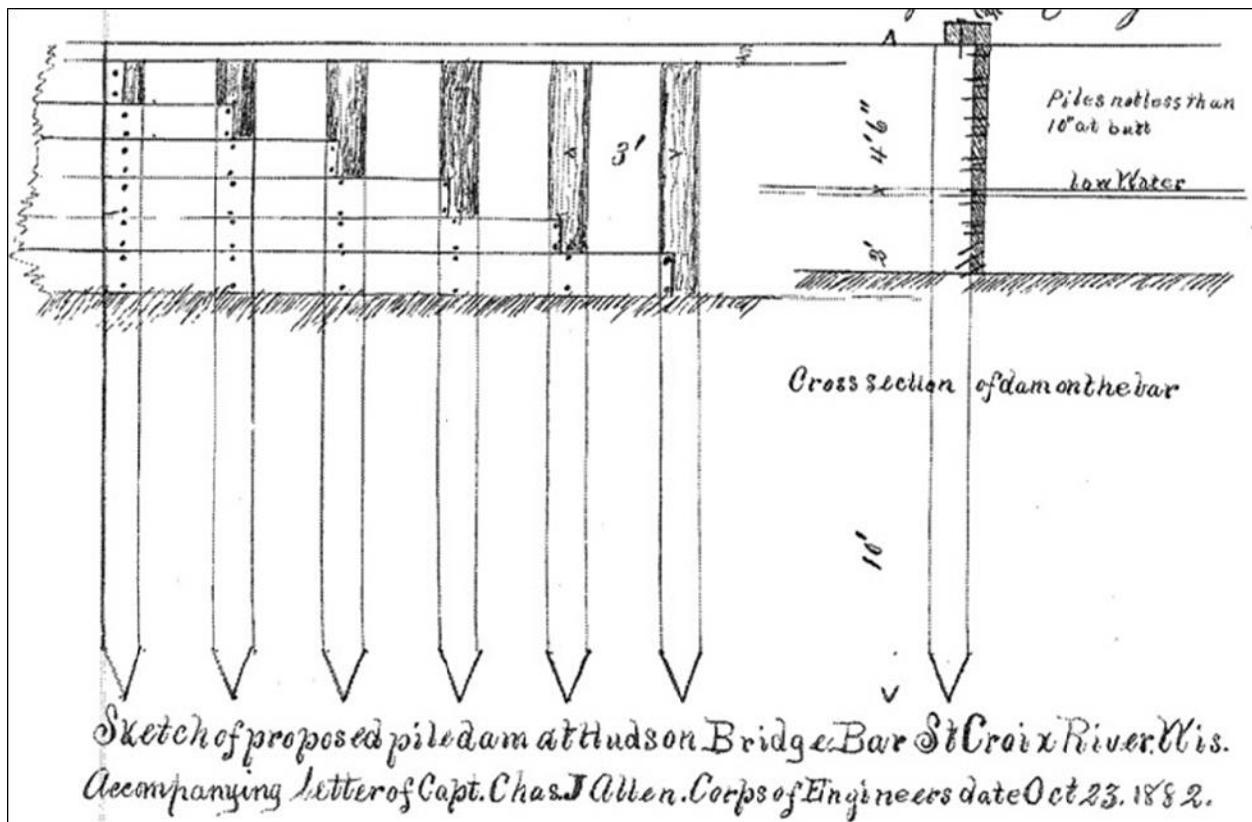 Piles not less than
10" at butt
4'6"
3'
Low Water
2'
Cross section of dam on the bar
10'
Sketch of proposed pile dam at Hudson Bridge Bar St Croix River. Wis.
Accompanying letter of Capt. Chas. J Allen. Corps of Engineers date Oct 23. 1882.